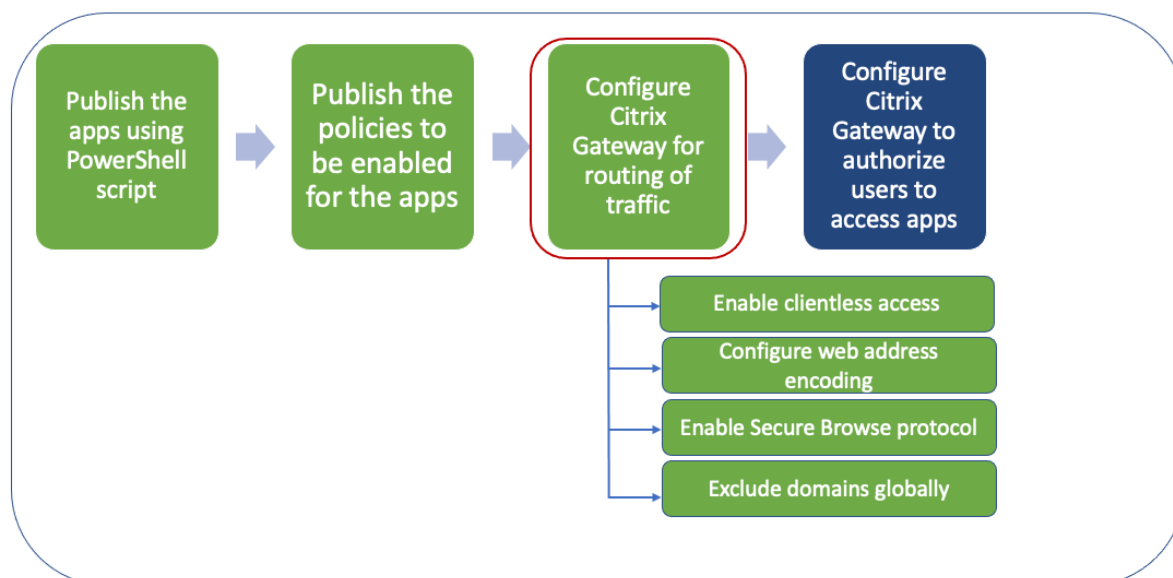 Publish the
apps using
PowerShell
script
Publish the
policies to
be enabled
for the apps
Configure
Citrix
Gateway for
routing of
traffic
Configure
Citrix
Gateway to
authorize
users to
access apps
Enable clientless access
Configure web address
encoding
Enable Secure Browse protocol
Exclude domains globally